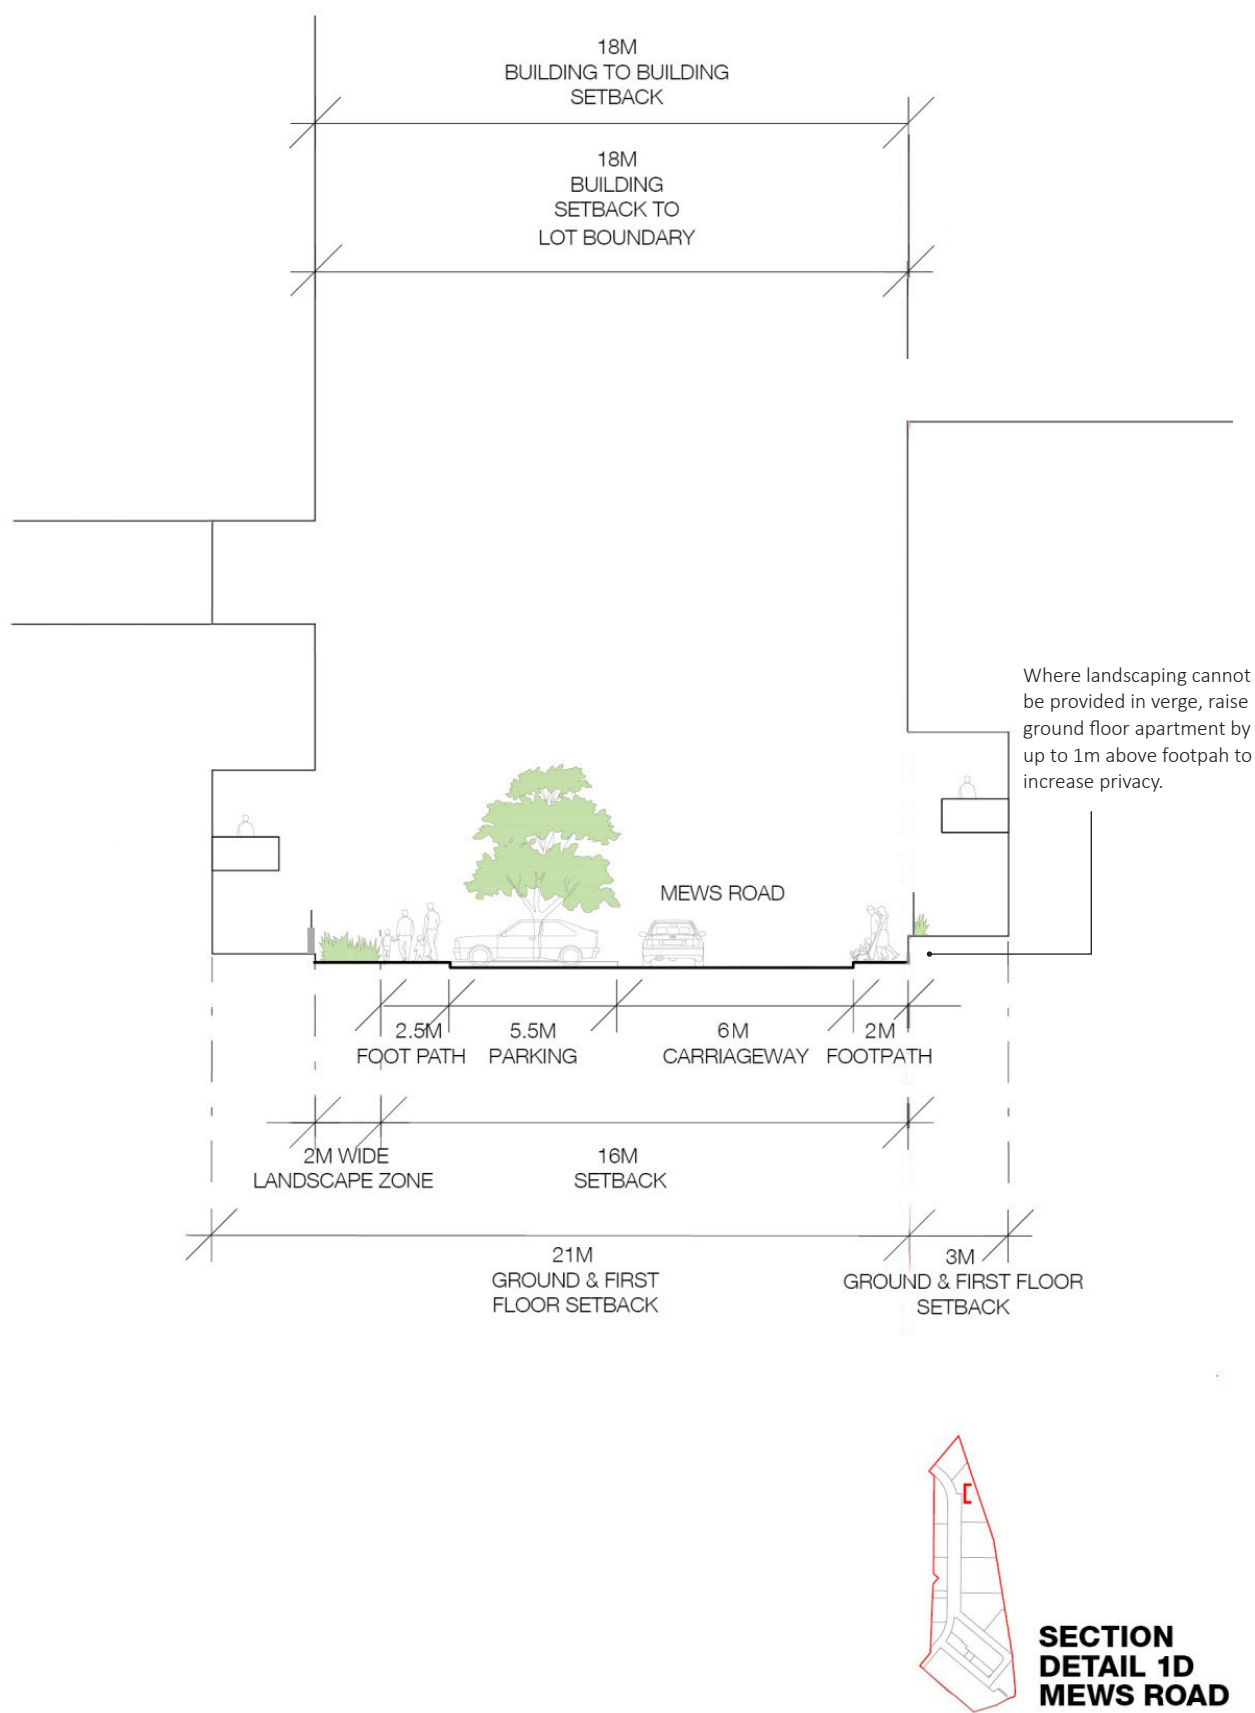 18M
BUILDING TO BUILDING
SETBACK
18M
BUILDING
SETBACK TO
LOT BOUNDARY
Where landscaping cannot
be provided in verge, raise
ground floor apartment by
up to 1m above footpah to
increase privacy.
MEWS ROAD
2.5M
FOOT PATH
5.5M
PARKING
6M
CARRIAGEWAY
2M
FOOTPATH
2M WIDE
LANDSCAPE ZONE
16M
SETBACK
21M
GROUND & FIRST
FLOOR SETBACK
3M
GROUND & FIRST FLOOR
SETBACK
SECTION
DETAIL 1D
MEWS ROAD